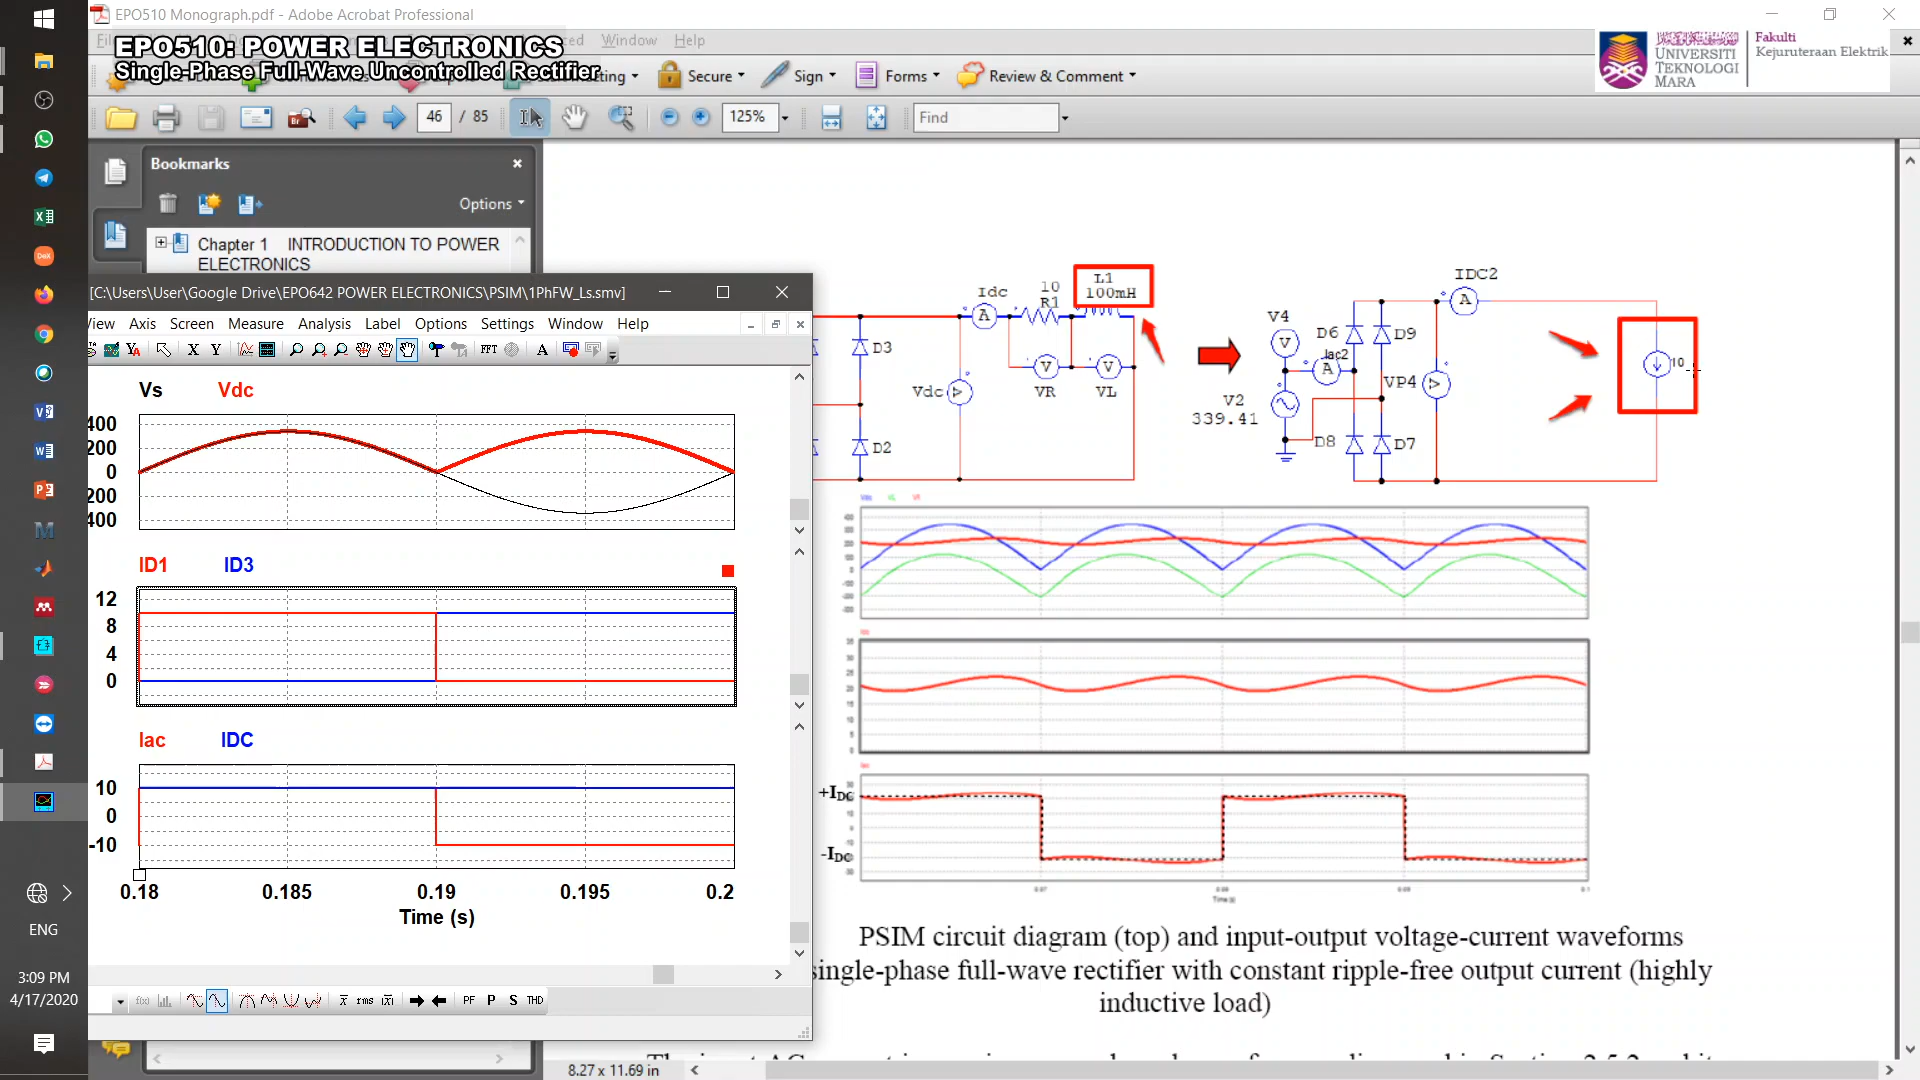 EPO510 Monograph.pdf - Adobe Acrobat Professional
EPO510: POWER ELECTRONICS
Window Help
Single-Phase Full-Wave Uncontrolled Rectifier
Secure
Sign
Forms
Review & Comment
UNIVERSITI
TEKNOLOGI
MARA
Fakulti
Kejuruteraan Elektrik
46 / 85
125%
Find
Bookmarks
Options
Chapter 1 INTRODUCTION TO POWER
ELECTRONICS
[C:\Users\User\Google Drive\EPO642 POWER ELECTRONICS\PSIM\1PhFW_Ls.smv]
View Axis Screen Measure Analysis Label Options Settings Window Help
X Y FFT A
Vs Vdc
400
200
0
200
400
ID1 ID3
12
8
4
0
Iac IDC
10
0
-10
0.18 0.185 0.19 0.195 0.2
Time (s)
x rms |x| PF P S THD
Idc
10
R1
L1
100mH
A
D3
V
VR
V
VL
Vdc
D2
IDC2
A
V4
V
D6
D9
Iac2
A
VP4
V2
339.41
D8
D7
10
+IDC
-IDC
Time (s)
PSIM circuit diagram (top) and input-output voltage-current waveforms
single-phase full-wave rectifier with constant ripple-free output current (highly
inductive load)
8.27 x 11.69 in
ENG
3:09 PM
4/17/2020